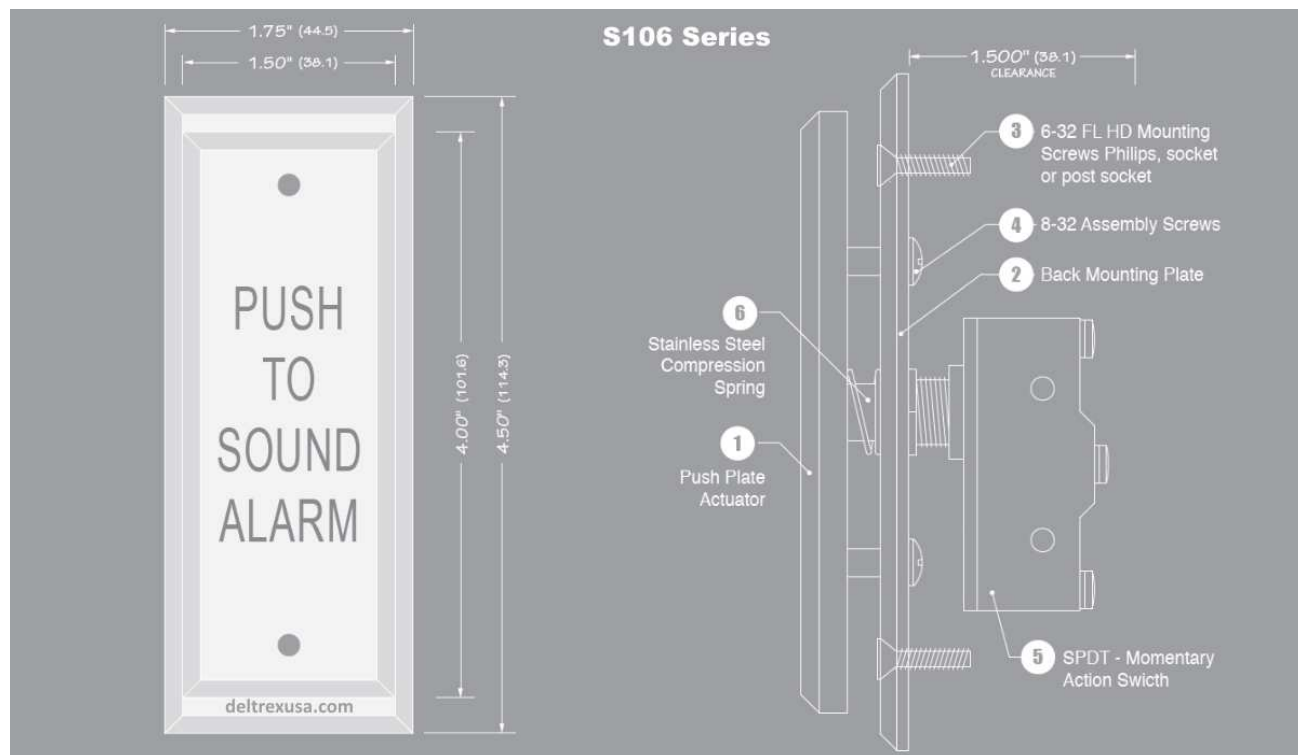 S106 Series
1.75" (44.5)
1.50" (38.1)
PUSH
TO
SOUND
ALARM
4.00" (101.6)
4.50" (114.3)
deltrexusa.com
1.500" (38.1)
CLEARANCE
3 6-32 FL HD Mounting
Screws Philips, socket
or post socket
4 8-32 Assembly Screws
2 Back Mounting Plate
6
Stainless Steel
Compression
Spring
1
Push Plate
Actuator
5 SPDT - Momentary
Action Swicth